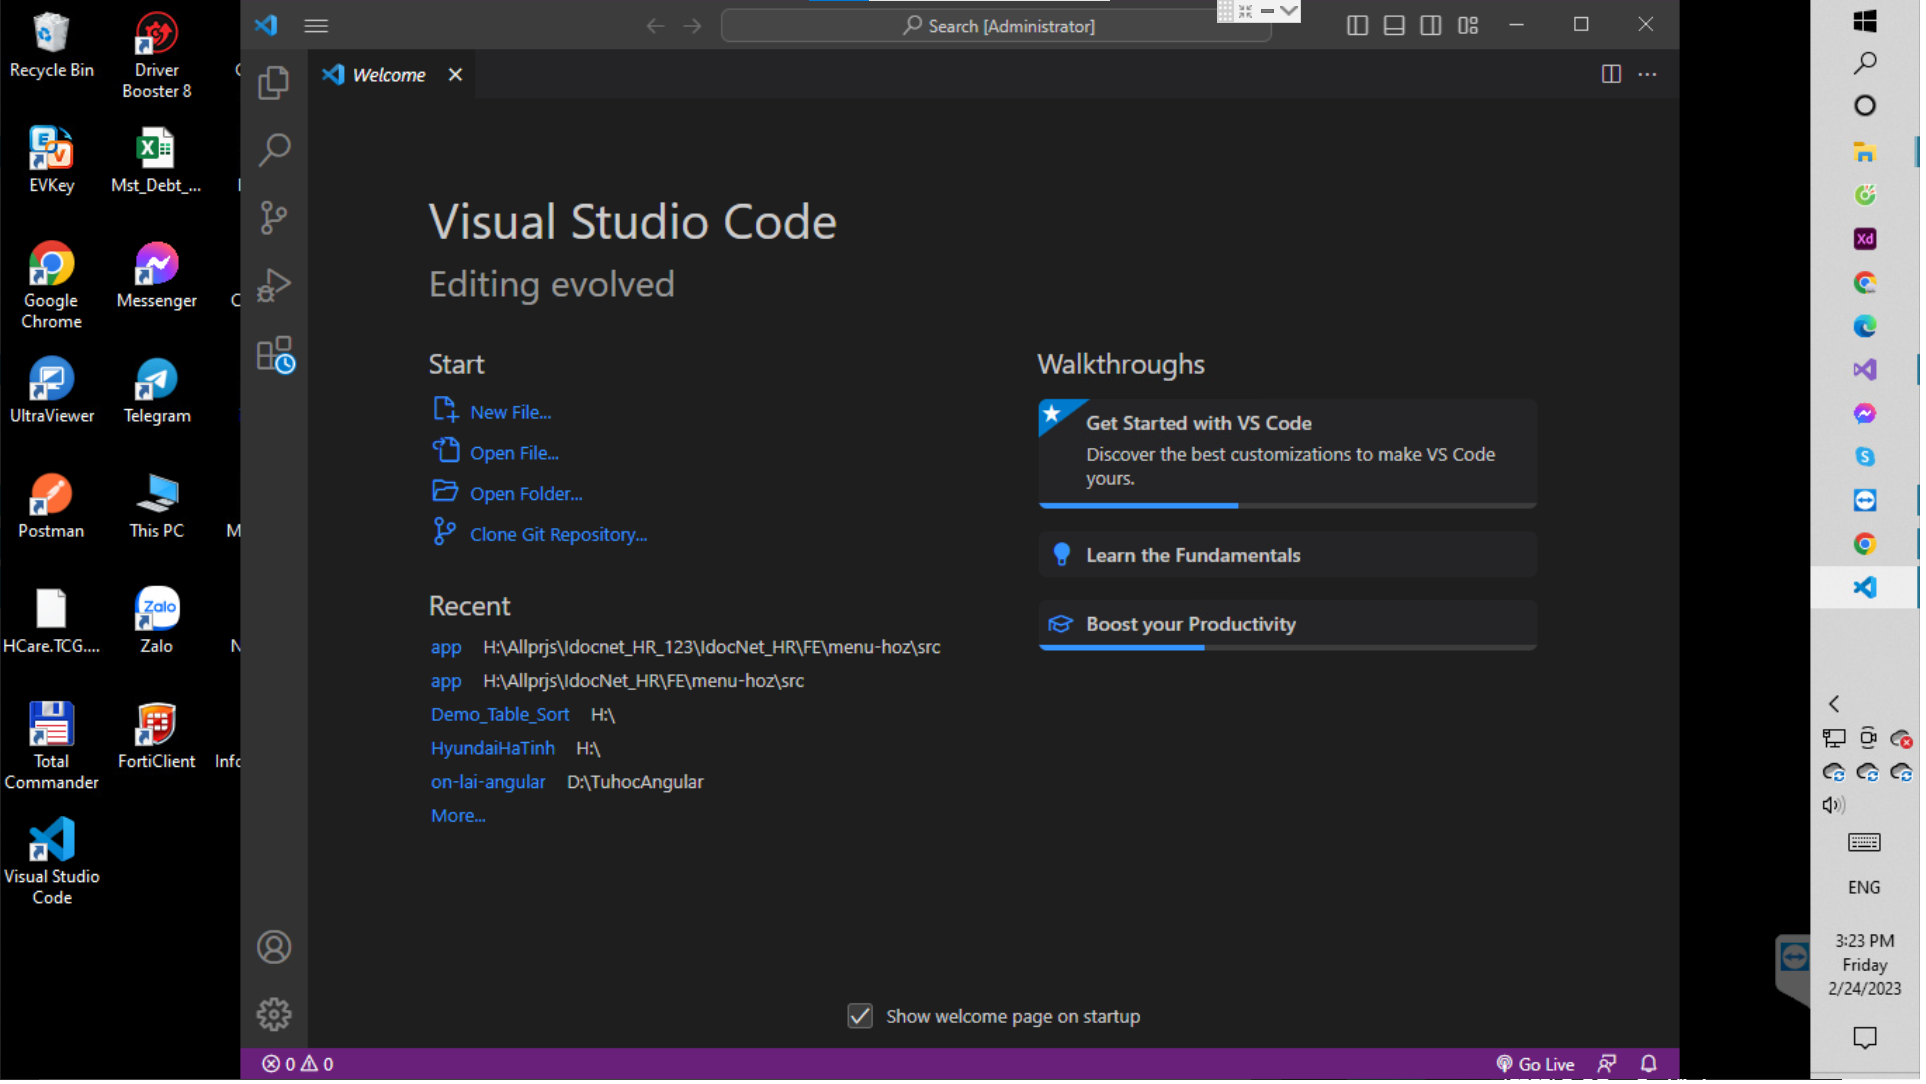 Recycle Bin
Driver
Booster 8
EVKey
Mst_Debt_...
Google
Chrome
Messenger
UltraViewer
Telegram
Postman
This PC
HCare.TCG....
Zalo
Zalo
Total
Commander
FortiClient
Info
Visual Studio
Code
Search [Administrator]
Welcome
Visual Studio Code
Editing evolved
Start
New File...
Open File...
Open Folder...
Clone Git Repository...
Recent
app H:\Allprjs\Idocnet_HR_123\IdocNet_HR\FE\menu-hoz\src
app H:\Allprjs\IdocNet_HR\FE\menu-hoz\src
Demo_Table_Sort H:\
HyundaiHaTinh H:\
on-lai-angular D:\TuhocAngular
More...
Walkthroughs
Get Started with VS Code
Discover the best customizations to make VS Code
yours.
Learn the Fundamentals
Boost your Productivity
Show welcome page on startup
0 0
Go Live
Xd
ENG
3:23 PM
Friday
2/24/2023